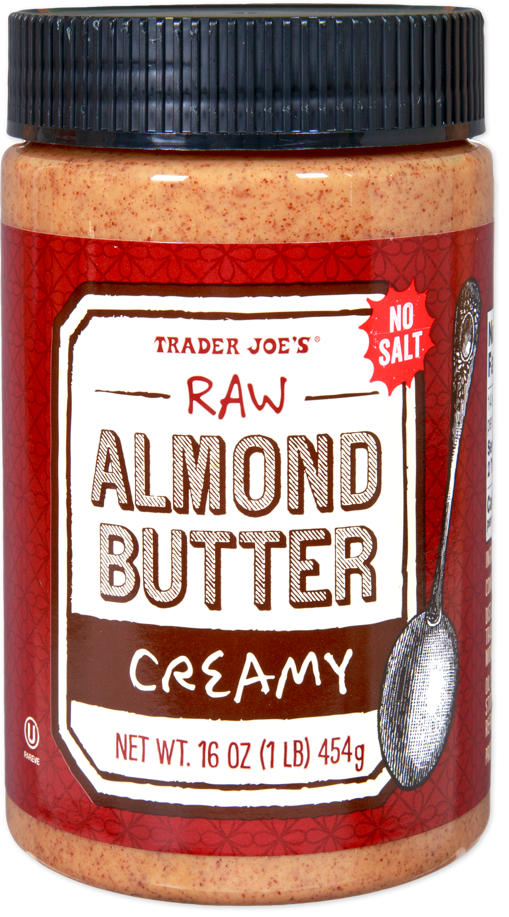 TRADER JOE'S®
NO
SALT
RAW
ALMOND
BUTTER
CREAMY
NET WT. 16 OZ (1 LB) 454g
U
PAREVE